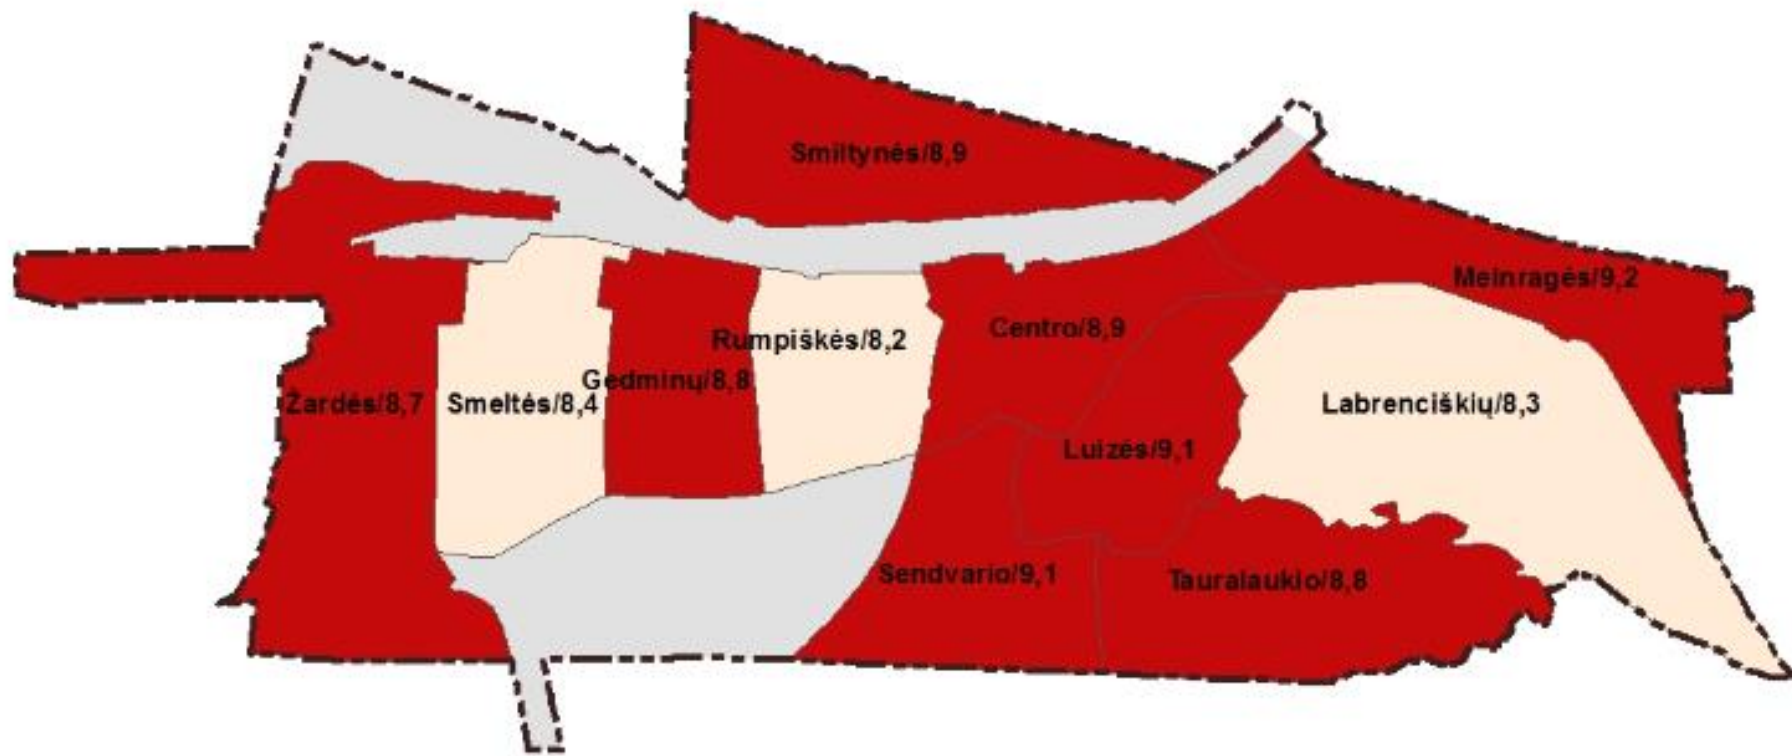 Smiltynės/8,9
Meinragės/9,2
Centro/8,9
Rumpiškės/8,2
Gedminų/8,8
Žardės/8,7
Smeltės/8,4
Labrenciškių/8,3
Luizės/9,1
Sendvario/9,1
Tauralaukio/8,8